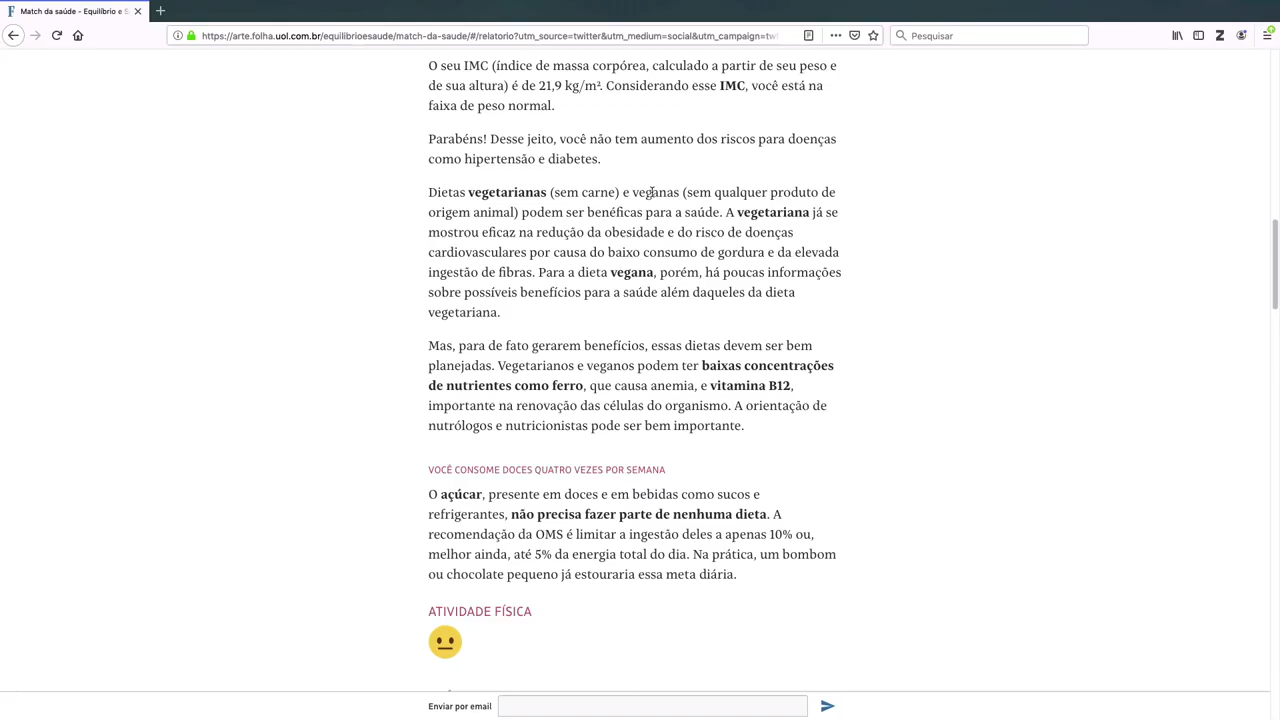 Match da saúde - Equilíbrio e S
https://arte.folha.uol.com.br/equilibrioesaude/match-da-saude/#/relatorio?utm_source=twitter&utm_medium=social&utm_campaign=tw
Pesquisar
O seu IMC (índice de massa corpórea, calculado a partir de seu peso e
de sua altura) é de 21,9 kg/m². Considerando esse IMC, você está na
faixa de peso normal.
Parabéns! Desse jeito, você não tem aumento dos riscos para doenças
como hipertensão e diabetes.
Dietas vegetarianas (sem carne) e veganas (sem qualquer produto de
origem animal) podem ser benéficas para a saúde. A vegetariana já se
mostrou eficaz na redução da obesidade e do risco de doenças
cardiovasculares por causa do baixo consumo de gordura e da elevada
ingestão de fibras. Para a dieta vegana, porém, há poucas informações
sobre possíveis benefícios para a saúde além daqueles da dieta
vegetariana.
Mas, para de fato gerarem benefícios, essas dietas devem ser bem
planejadas. Vegetarianos e veganos podem ter baixas concentrações
de nutrientes como ferro, que causa anemia, e vitamina B12,
importante na renovação das células do organismo. A orientação de
nutrólogos e nutricionistas pode ser bem importante.
VOCÊ CONSOME DOCES QUATRO VEZES POR SEMANA
O açúcar, presente em doces e em bebidas como sucos e
refrigerantes, não precisa fazer parte de nenhuma dieta. A
recomendação da OMS é limitar a ingestão deles a apenas 10% ou,
melhor ainda, até 5% da energia total do dia. Na prática, um bombom
ou chocolate pequeno já estouraria essa meta diária.
ATIVIDADE FÍSICA
Enviar por email